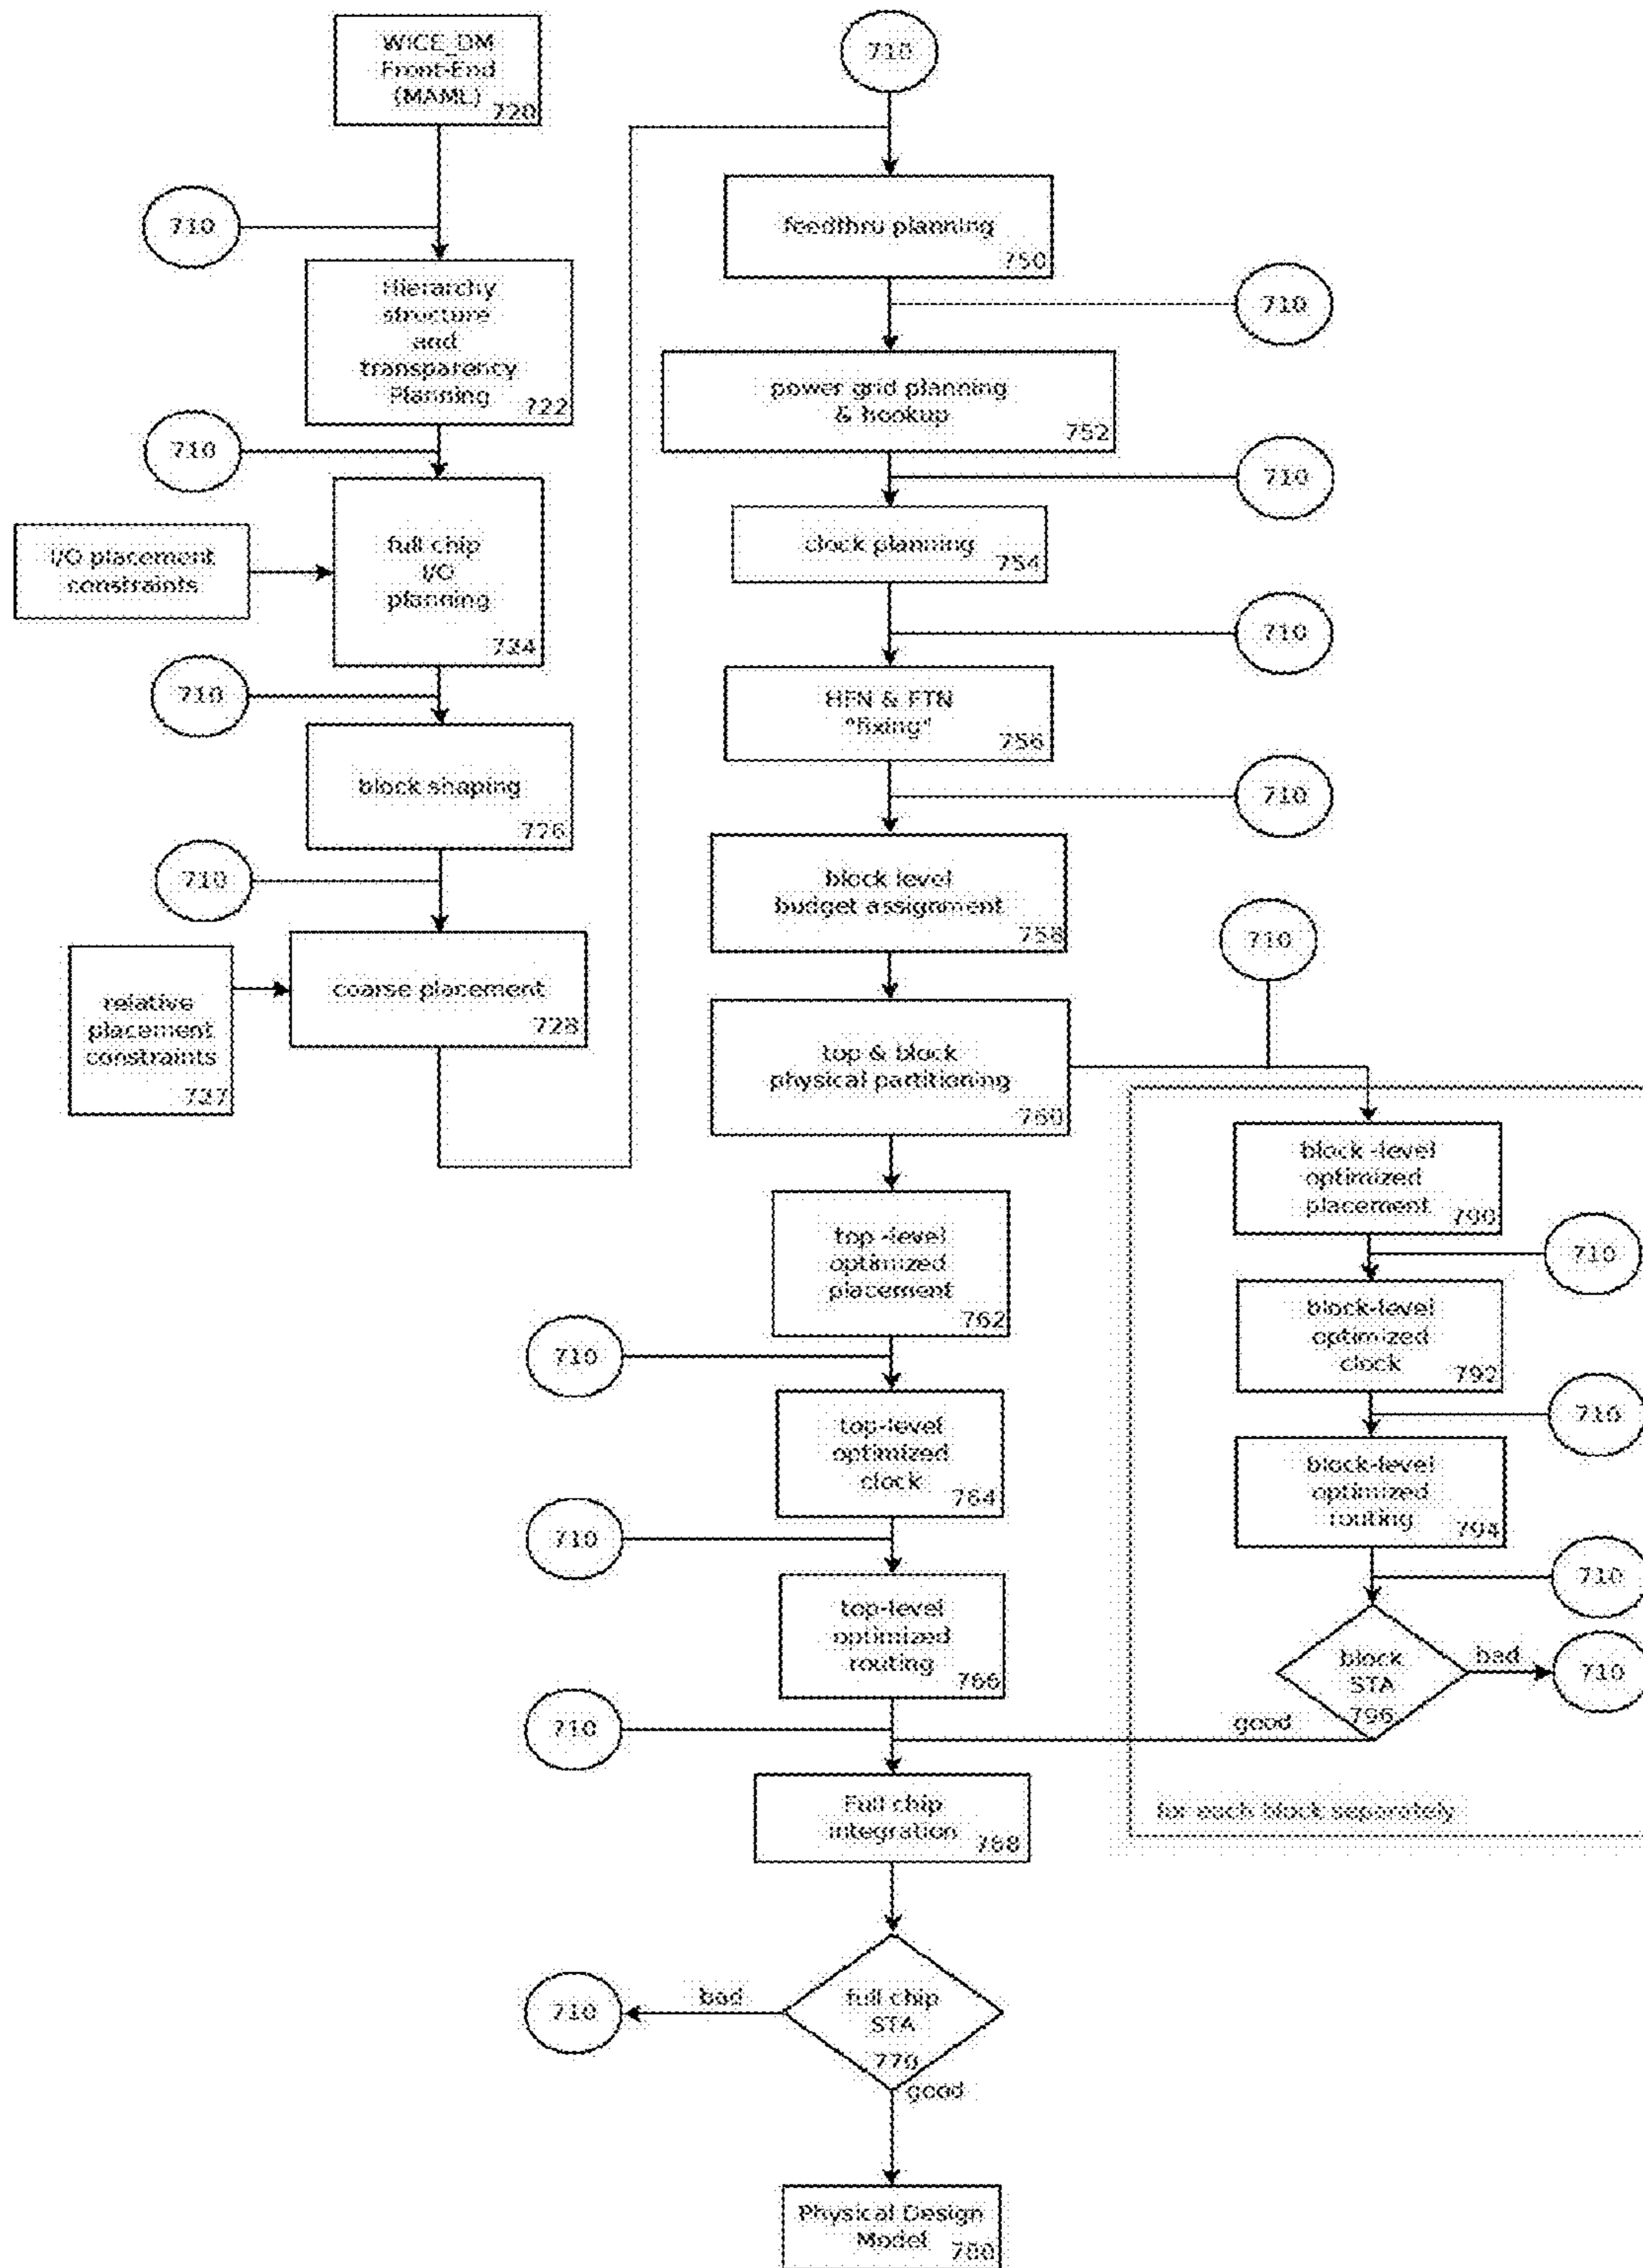 WICE_DM
Front-End
(MAML)
720
710
Hierarchy
structure
and
transparency
Planning
722
710
I/O placement
constraints
full chip
I/O
planning
724
710
block shaping
726
710
relative
placement
constraints
727
coarse placement
728
710
feedthru planning
750
710
power grid planning
& hookup
752
710
clock planning
754
710
HFN & FTN
"fixing"
756
710
block level
budget assignment
758
710
top & block
physical partitioning
760
top -level
optimized
placement
762
710
top-level
optimized
clock
764
710
top-level
optimized
routing
766
710
block -level
optimized
placement
790
710
block-level
optimized
clock
792
710
block-level
optimized
routing
794
710
block
STA
796
bad
710
good
for each block separately
Full chip
integration
768
full chip
STA
770
bad
710
good
Physical Design
Model
780